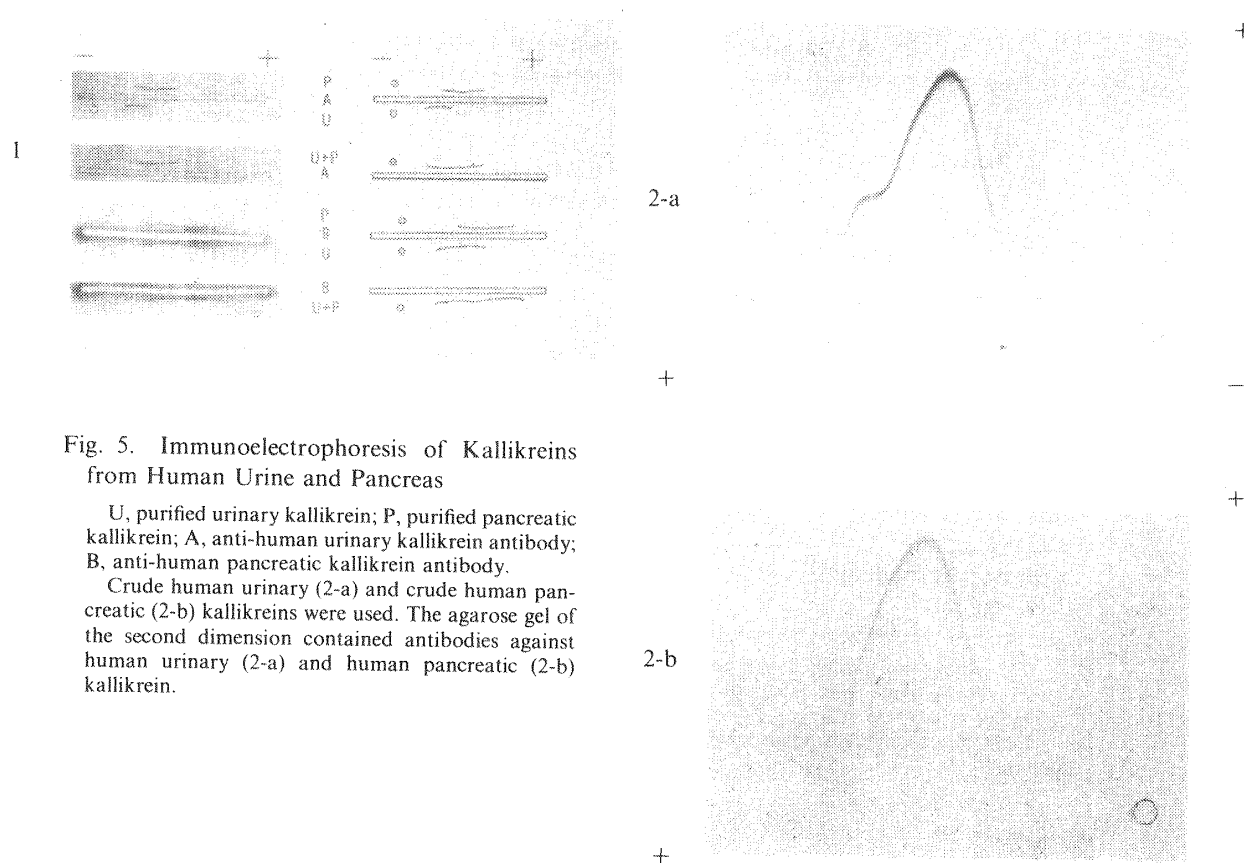 − + − +
P
A
U
1
U+P
A
P
B
U
B
U+P
+
2-a
+ −
Fig. 5. Immunoelectrophoresis of Kallikreins
from Human Urine and Pancreas
U, purified urinary kallikrein; P, purified pancreatic
kallikrein; A, anti-human urinary kallikrein antibody;
B, anti-human pancreatic kallikrein antibody.
Crude human urinary (2-a) and crude human pan-
creatic (2-b) kallikreins were used. The agarose gel of
the second dimension contained antibodies against
human urinary (2-a) and human pancreatic (2-b)
kallikrein.
+
2-b
+